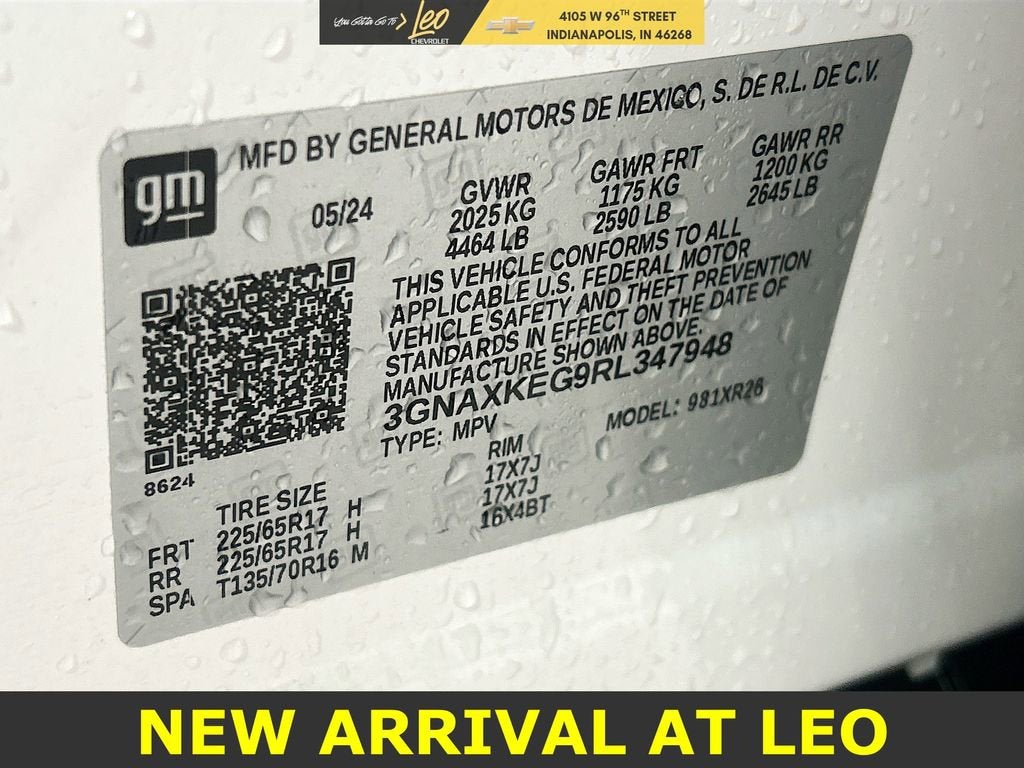 You Gotta Go To > Leo
CHEVROLET
4105 W 96TH STREET
INDIANAPOLIS, IN 46268
MFD BY GENERAL MOTORS DE MEXICO, S. DE R.L. DE C.V.
gm
05/24
GVWR
2025 KG
4464 LB
GAWR FRT
1175 KG
2590 LB
GAWR RR
1200 KG
2645 LB
THIS VEHICLE CONFORMS TO ALL
APPLICABLE U.S. FEDERAL MOTOR
VEHICLE SAFETY AND THEFT PREVENTION
STANDARDS IN EFFECT ON THE DATE OF
MANUFACTURE SHOWN ABOVE.
3GNAXKEG9RL347948
TYPE: MPV
MODEL: 981XR26
8624
TIRE SIZE RIM
FRT 225/65R17 H 17X7J
RR 225/65R17 H 17X7J
SPA T135/70R16 M 16X4BT
NEW ARRIVAL AT LEO